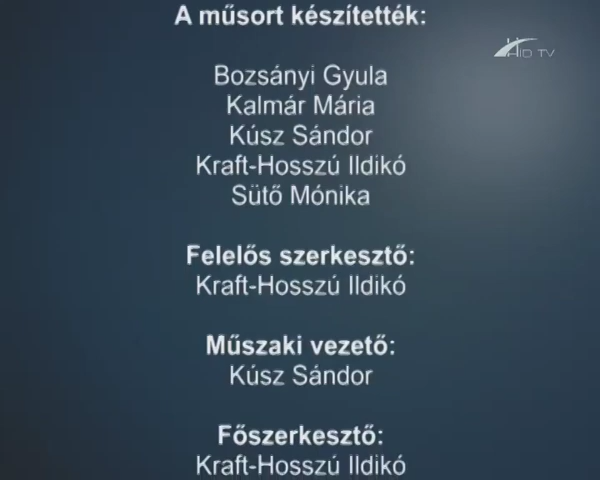 A műsort készítették:
HÍD TV
Bozsányi Gyula
Kalmár Mária
Kúsz Sándor
Kraft-Hosszú Ildikó
Sütő Mónika
Felelős szerkesztő:
Kraft-Hosszú Ildikó
Műszaki vezető:
Kúsz Sándor
Főszerkesztő:
Kraft-Hosszú Ildikó